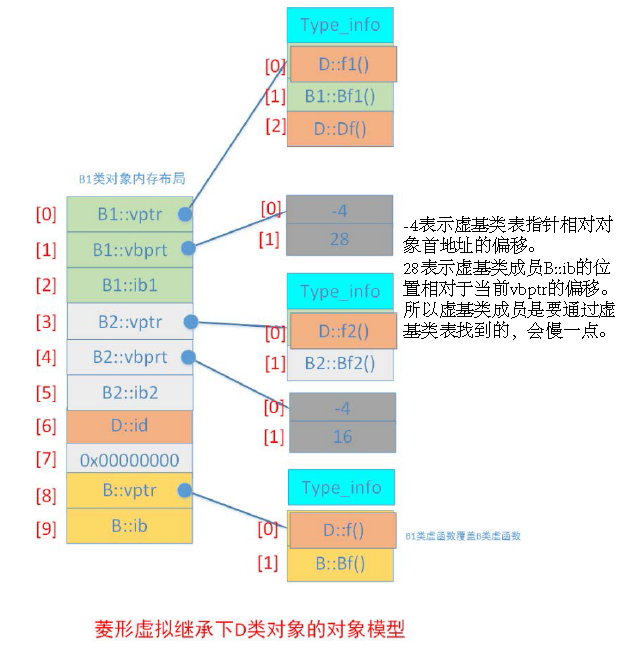 Type_info
[0] D::f1()
[1] B1::Bf1()
[2] D::Df()
B1类对象内存布局
[0] B1::vptr
[1] B1::vbprt
[2] B1::ib1
[3] B2::vptr
[4] B2::vbprt
[5] B2::ib2
[6] D::id
[7] 0x00000000
[8] B::vptr
[9] B::ib
[0] -4
[1] 28
-4表示虚基类表指针相对对
象首地址的偏移。
28表示虚基类成员B::ib的位
置相对于当前vbptr的偏移。
所以虚基类成员是要通过虚
基类表找到的，会慢一点。
Type_info
[0] D::f2()
[1] B2::Bf2()
[0] -4
[1] 16
Type_info
[0] D::f()
[1] B::Bf()
B1类虚函数覆盖B类虚函数
菱形虚拟继承下D类对象的对象模型